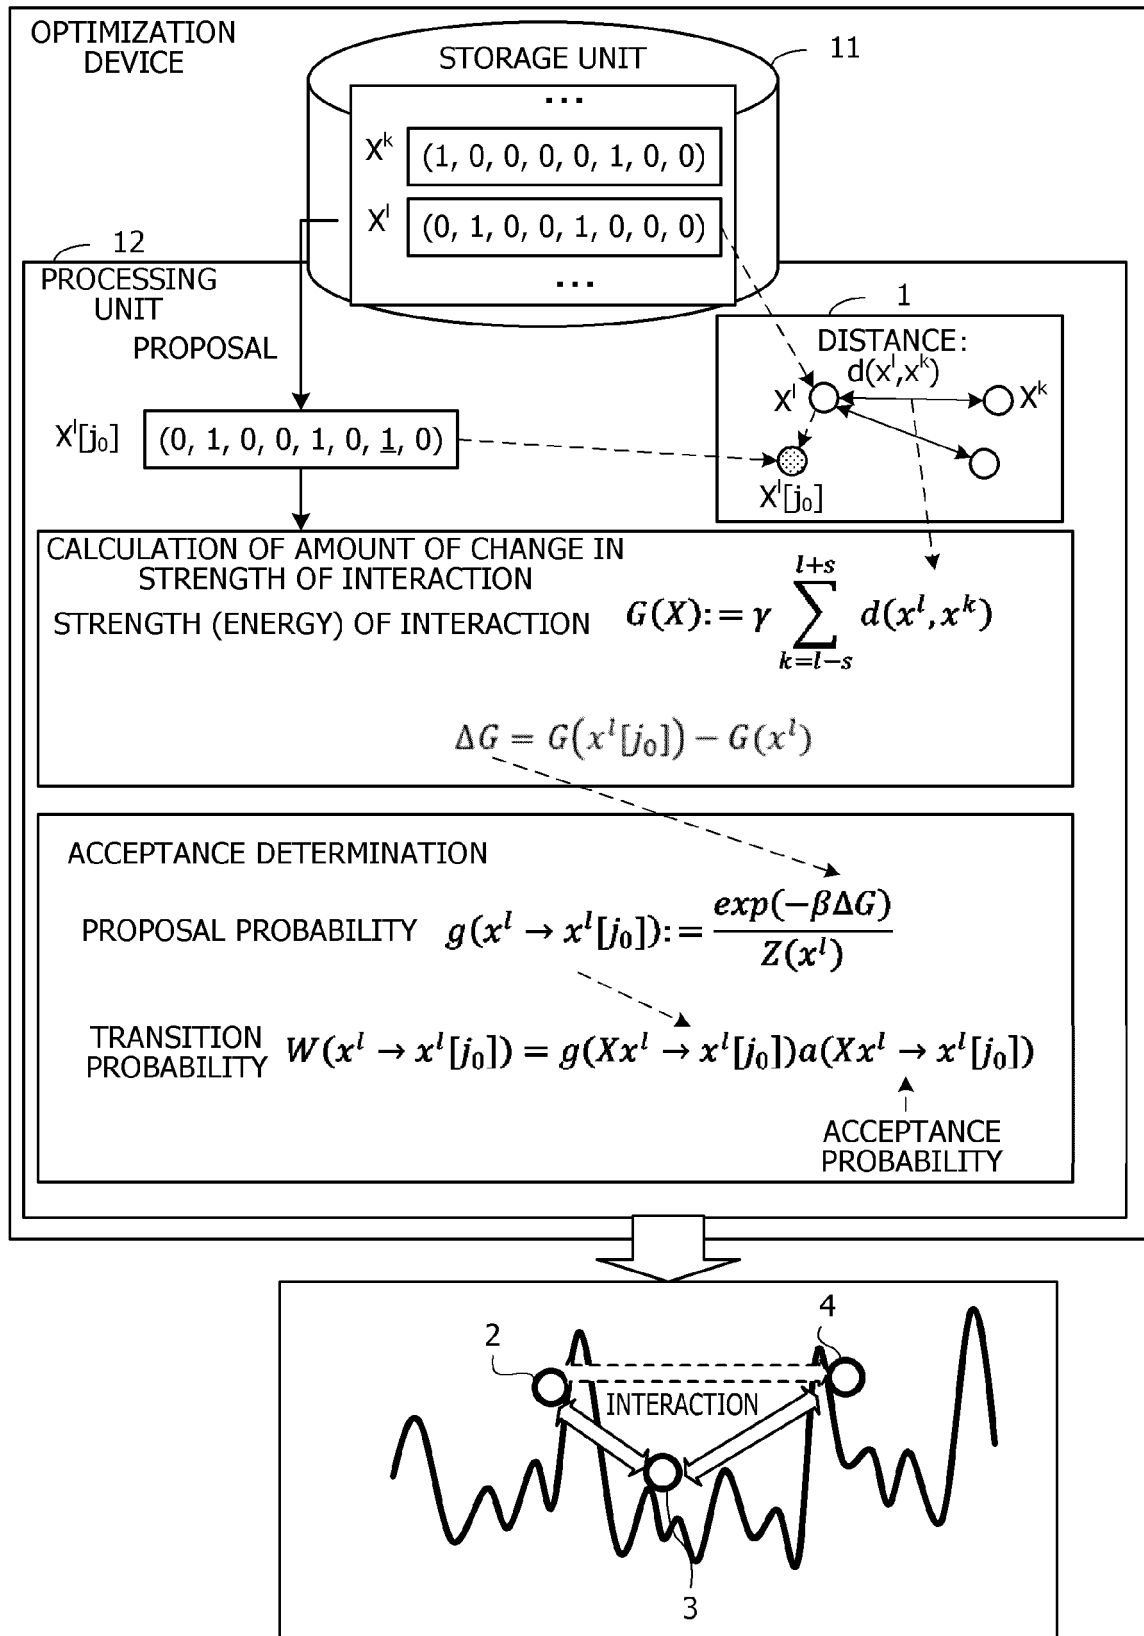 OPTIMIZATION
DEVICE
STORAGE UNIT
11
...
X^k
(1, 0, 0, 0, 0, 1, 0, 0)
X^l
(0, 1, 0, 0, 1, 0, 0, 0)
...
12
PROCESSING
UNIT
PROPOSAL
X^l[j₀]
(0, 1, 0, 0, 1, 0, 1, 0)
1
DISTANCE:
d(x^l,x^k)
X^l
X^k
X^l[j₀]
CALCULATION OF AMOUNT OF CHANGE IN
STRENGTH OF INTERACTION
STRENGTH (ENERGY) OF INTERACTION G(X):= γ ∑_{k=l−s}^{l+s} d(x^l, x^k)
ΔG = G(x^l[j₀]) − G(x^l)
ACCEPTANCE DETERMINATION
PROPOSAL PROBABILITY g(x^l → x^l[j₀]):= exp(−βΔG) / Z(x^l)
TRANSITION
PROBABILITY
W(x^l → x^l[j₀]) = g(Xx^l → x^l[j₀])a(Xx^l → x^l[j₀])
ACCEPTANCE
PROBABILITY
2
4
INTERACTION
3